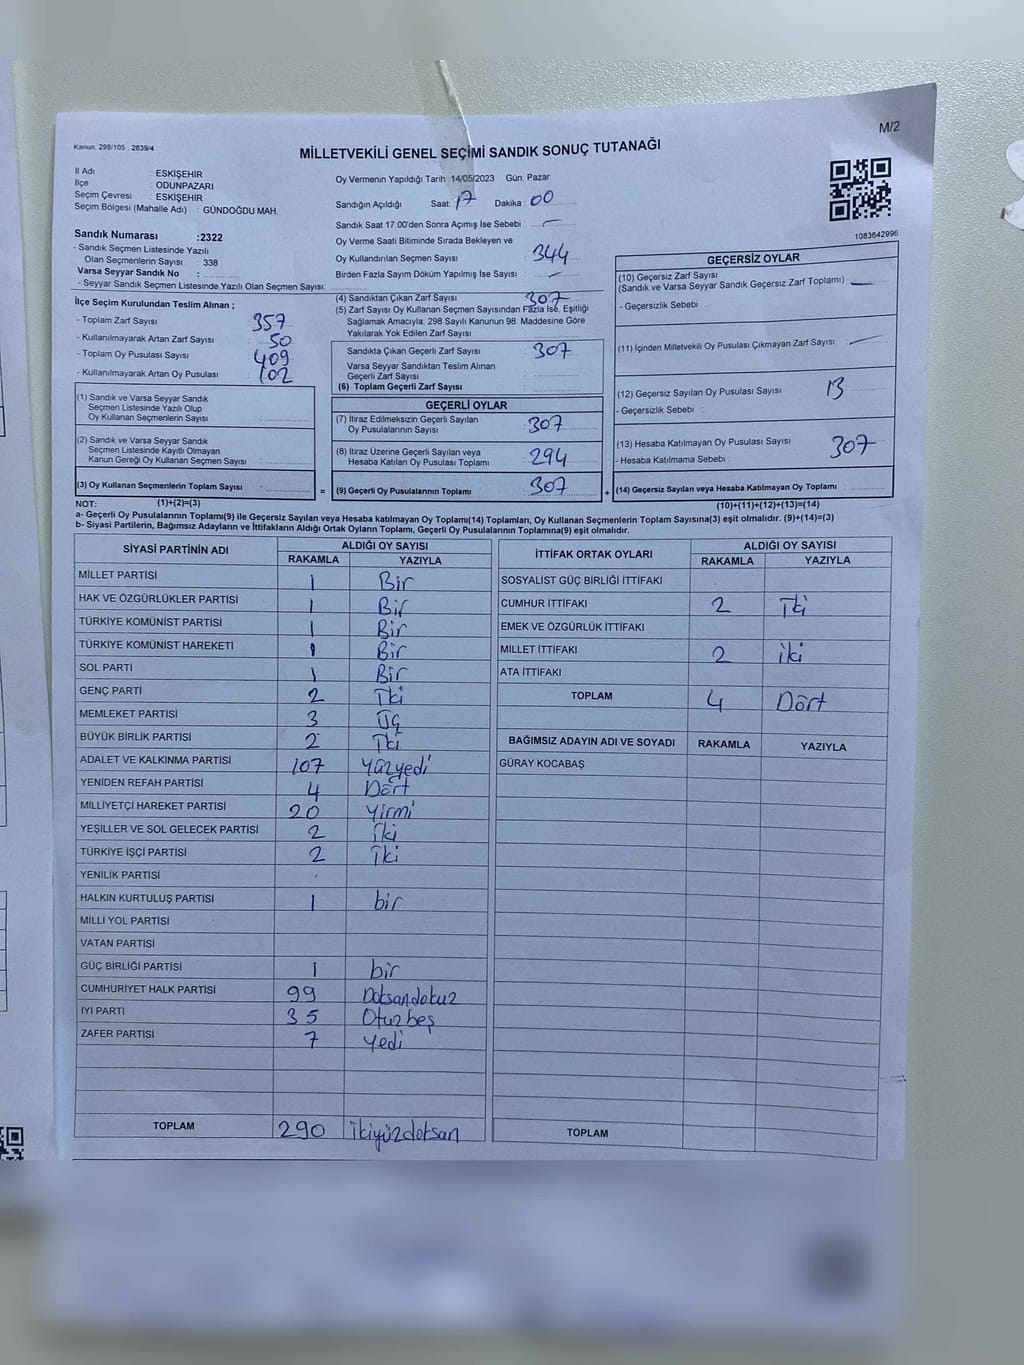 M/2
Kanun: 298/105 . 2839/4
MİLLETVEKİLİ GENEL SEÇİMİ SANDIK SONUÇ TUTANAĞI
İl Adı ESKİŞEHİR
İlçe ODUNPAZARI
Seçim Çevresi : ESKİŞEHİR
Seçim Bölgesi (Mahalle Adı) : GÜNDOĞDU MAH.
Sandık Numarası :2322
- Sandık Seçmen Listesinde Yazılı
Olan Seçmenlerin Sayısı : 338
Varsa Seyyar Sandık No :
- Seyyar Sandık Seçmen Listesinde Yazılı Olan Seçmen Sayısı:
İlçe Seçim Kurulundan Teslim Alınan ;
- Toplam Zarf Sayısı 357
- Kullanılmayarak Artan Zarf Sayısı 50
- Toplam Oy Pusulası Sayısı 409
- Kullanılmayarak Artan Oy Pusulası 102
Oy Vermenin Yapıldığı Tarih : 14/05/2023 Gün: Pazar
Sandığın Açıldığı Saat: 17 Dakika : 00
Sandık Saat 17:00'den Sonra Açımış İse Sebebi : —
Oy Verme Saati Bitiminde Sırada Bekleyen ve
Oy Kullandırılan Seçmen Sayısı 344
Birden Fazla Sayım Döküm Yapılmış İse Sayısı : —
(4) Sandıktan Çıkan Zarf Sayısı 307
(5) Zarf Sayısı Oy Kullanan Seçmen Sayısından Fazla İse, Eşitliği
Sağlamak Amacıyla, 298 Sayılı Kanunun 98. Maddesine Göre
Yakılarak Yok Edilen Zarf Sayısı
Sandıkta Çıkan Geçerli Zarf Sayısı : 307
Varsa Seyyar Sandıktan Teslim Alınan
Geçerli Zarf Sayısı
(6) Toplam Geçerli Zarf Sayısı
1083642996
GEÇERSİZ OYLAR
(10) Geçersiz Zarf Sayısı
(Sandık ve Varsa Seyyar Sandık Geçersiz Zarf Toplamı) —
- Geçersizlik Sebebi :
(11) İçinden Milletvekili Oy Pusulası Çıkmayan Zarf Sayısı —
(12) Geçersiz Sayılan Oy Pusulası Sayısı 13
- Geçersizlik Sebebi :
(13) Hesaba Katılmayan Oy Pusulası Sayısı 307
- Hesaba Katılmama Sebebi :
(14) Geçersiz Sayılan veya Hesaba Katılmayan Oy Toplamı
(10)+(11)+(12)+(13)=(14)
(1) Sandık ve Varsa Seyyar Sandık
Seçmen Listesinde Yazılı Olup
Oy Kullanan Seçmenlerin Sayısı :
(2) Sandık ve Varsa Seyyar Sandık
Seçmen Listesinde Kayıtlı Olmayan
Kanun Gereği Oy Kullanan Seçmen Sayısı :
(3) Oy Kullanan Seçmenlerin Toplam Sayısı =
(1)+(2)=(3)
GEÇERLİ OYLAR
(7) İtiraz Edilmeksizin Geçerli Sayılan
Oy Pusulalarının Sayısı : 307
(8) İtiraz Üzerine Geçerli Sayılan veya
Hesaba Katılan Oy Pusulası Toplamı : 294
(9) Geçerli Oy Pusulalarının Toplamı : 307 +
NOT:
a- Geçerli Oy Pusulasının Toplamı(9) ile Geçersiz Sayılan veya Hesaba katılmayan Oy Toplamı(14) Toplamları, Oy Kullanan Seçmenlerin Toplam Sayısına(3) eşit olmalıdır. (9)+(14)=(3)
b- Siyasi Partilerin, Bağımsız Adayların ve İttifakların Aldığı Ortak Oyların Toplamı, Geçerli Oy Pusulalarının Toplamına(9) eşit olmalıdır.
SİYASİ PARTİNİN ADI ALDIĞI OY SAYISI
RAKAMLA YAZIYLA
MİLLET PARTİSİ 1 Bir
HAK VE ÖZGÜRLÜKLER PARTİSİ 1 Bir
TÜRKİYE KOMÜNİST PARTİSİ 1 Bir
TÜRKİYE KOMÜNİST HAREKETİ 1 Bir
SOL PARTİ 1 Bir
GENÇ PARTİ 2 İki
MEMLEKET PARTİSİ 3 Üç
BÜYÜK BİRLİK PARTİSİ 2 İki
ADALET VE KALKINMA PARTİSİ 107 Yüzyedi
YENİDEN REFAH PARTİSİ 4 Dört
MİLLİYETÇİ HAREKET PARTİSİ 20 Yirmi
YEŞİLLER VE SOL GELECEK PARTİSİ 2 İki
TÜRKİYE İŞÇİ PARTİSİ 2 İki
YENİLİK PARTİSİ
HALKIN KURTULUŞ PARTİSİ 1 bir
MİLLİ YOL PARTİSİ
VATAN PARTİSİ
GÜÇ BİRLİĞİ PARTİSİ 1 bir
CUMHURİYET HALK PARTİSİ 99 Doksandokuz
İYİ PARTİ 35 Otuzbeş
ZAFER PARTİSİ 7 yedi
TOPLAM 290 ikiyüzdoksan
İTTİFAK ORTAK OYLARI ALDIĞI OY SAYISI
RAKAMLA YAZIYLA
SOSYALİST GÜÇ BİRLİĞİ İTTİFAKI
CUMHUR İTTİFAKI 2 İki
EMEK VE ÖZGÜRLÜK İTTİFAKI
MİLLET İTTİFAKI 2 iki
ATA İTTİFAKI
TOPLAM 4 Dört
BAĞIMSIZ ADAYIN ADI VE SOYADI RAKAMLA YAZIYLA
GÜRAY KOCABAŞ
TOPLAM